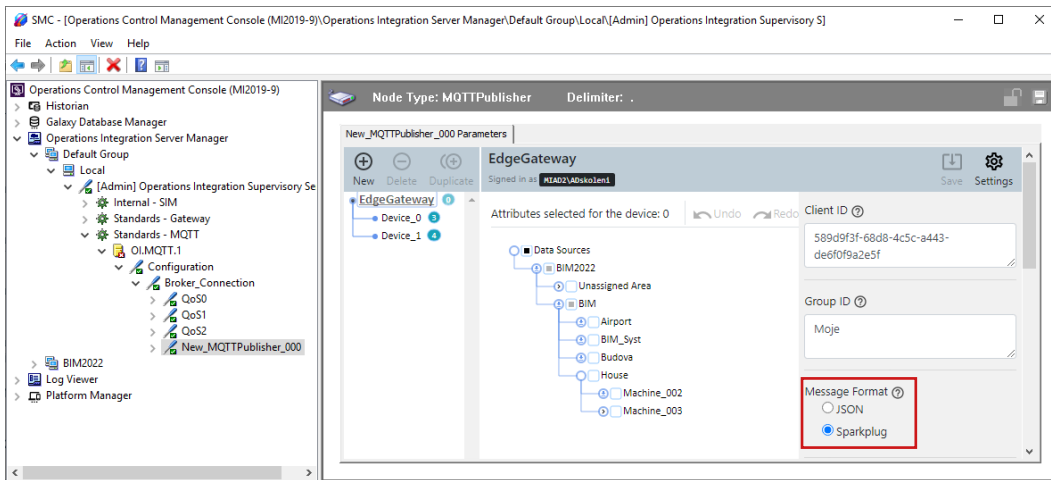 SMC - [Operations Control Management Console (MI2019-9)\Operations Integration Server Manager\Default Group\Local\[Admin] Operations Integration Supervisory S]
File Action View Help
Operations Control Management Console (MI2019-9)
Historian
Galaxy Database Manager
Operations Integration Server Manager
Default Group
Local
[Admin] Operations Integration Supervisory Se
Internal - SIM
Standards - Gateway
Standards - MQTT
OI.MQTT.1
Configuration
Broker_Connection
QoS0
QoS1
QoS2
New_MQTTPublisher_000
BIM2022
Log Viewer
Platform Manager
Node Type: MQTTPublisher Delimiter: .
New_MQTTPublisher_000 Parameters
New Delete Duplicate
EdgeGateway
Signed in as MIAD2\ADskoleni
Save Settings
EdgeGateway 0
Device_0 3
Device_1 4
Attributes selected for the device: 0 Undo Redo
Data Sources
BIM2022
Unassigned Area
BIM
Airport
BIM_Syst
Budova
House
Machine_002
Machine_003
Client ID
589d9f3f-68d8-4c5c-a443-
de6f0f9a2e5f
Group ID
Moje
Message Format
JSON
Sparkplug